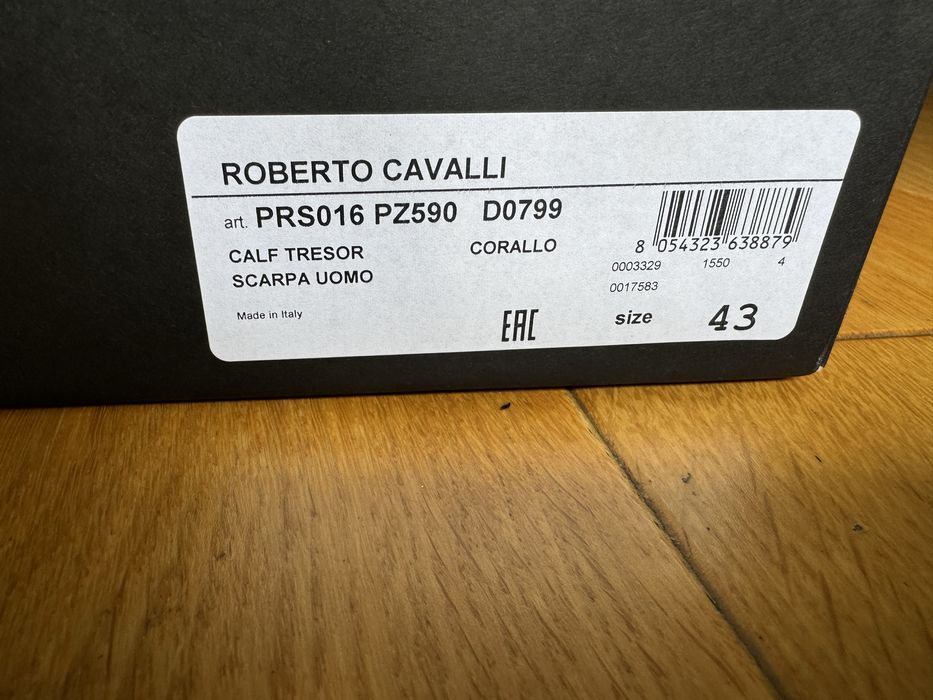 ROBERTO CAVALLI
art. PRS016 PZ590 D0799
CALF TRESOR CORALLO
SCARPA UOMO
8 054323 638879
0003329 1550 4
0017583
Made in Italy
EAC
size 43